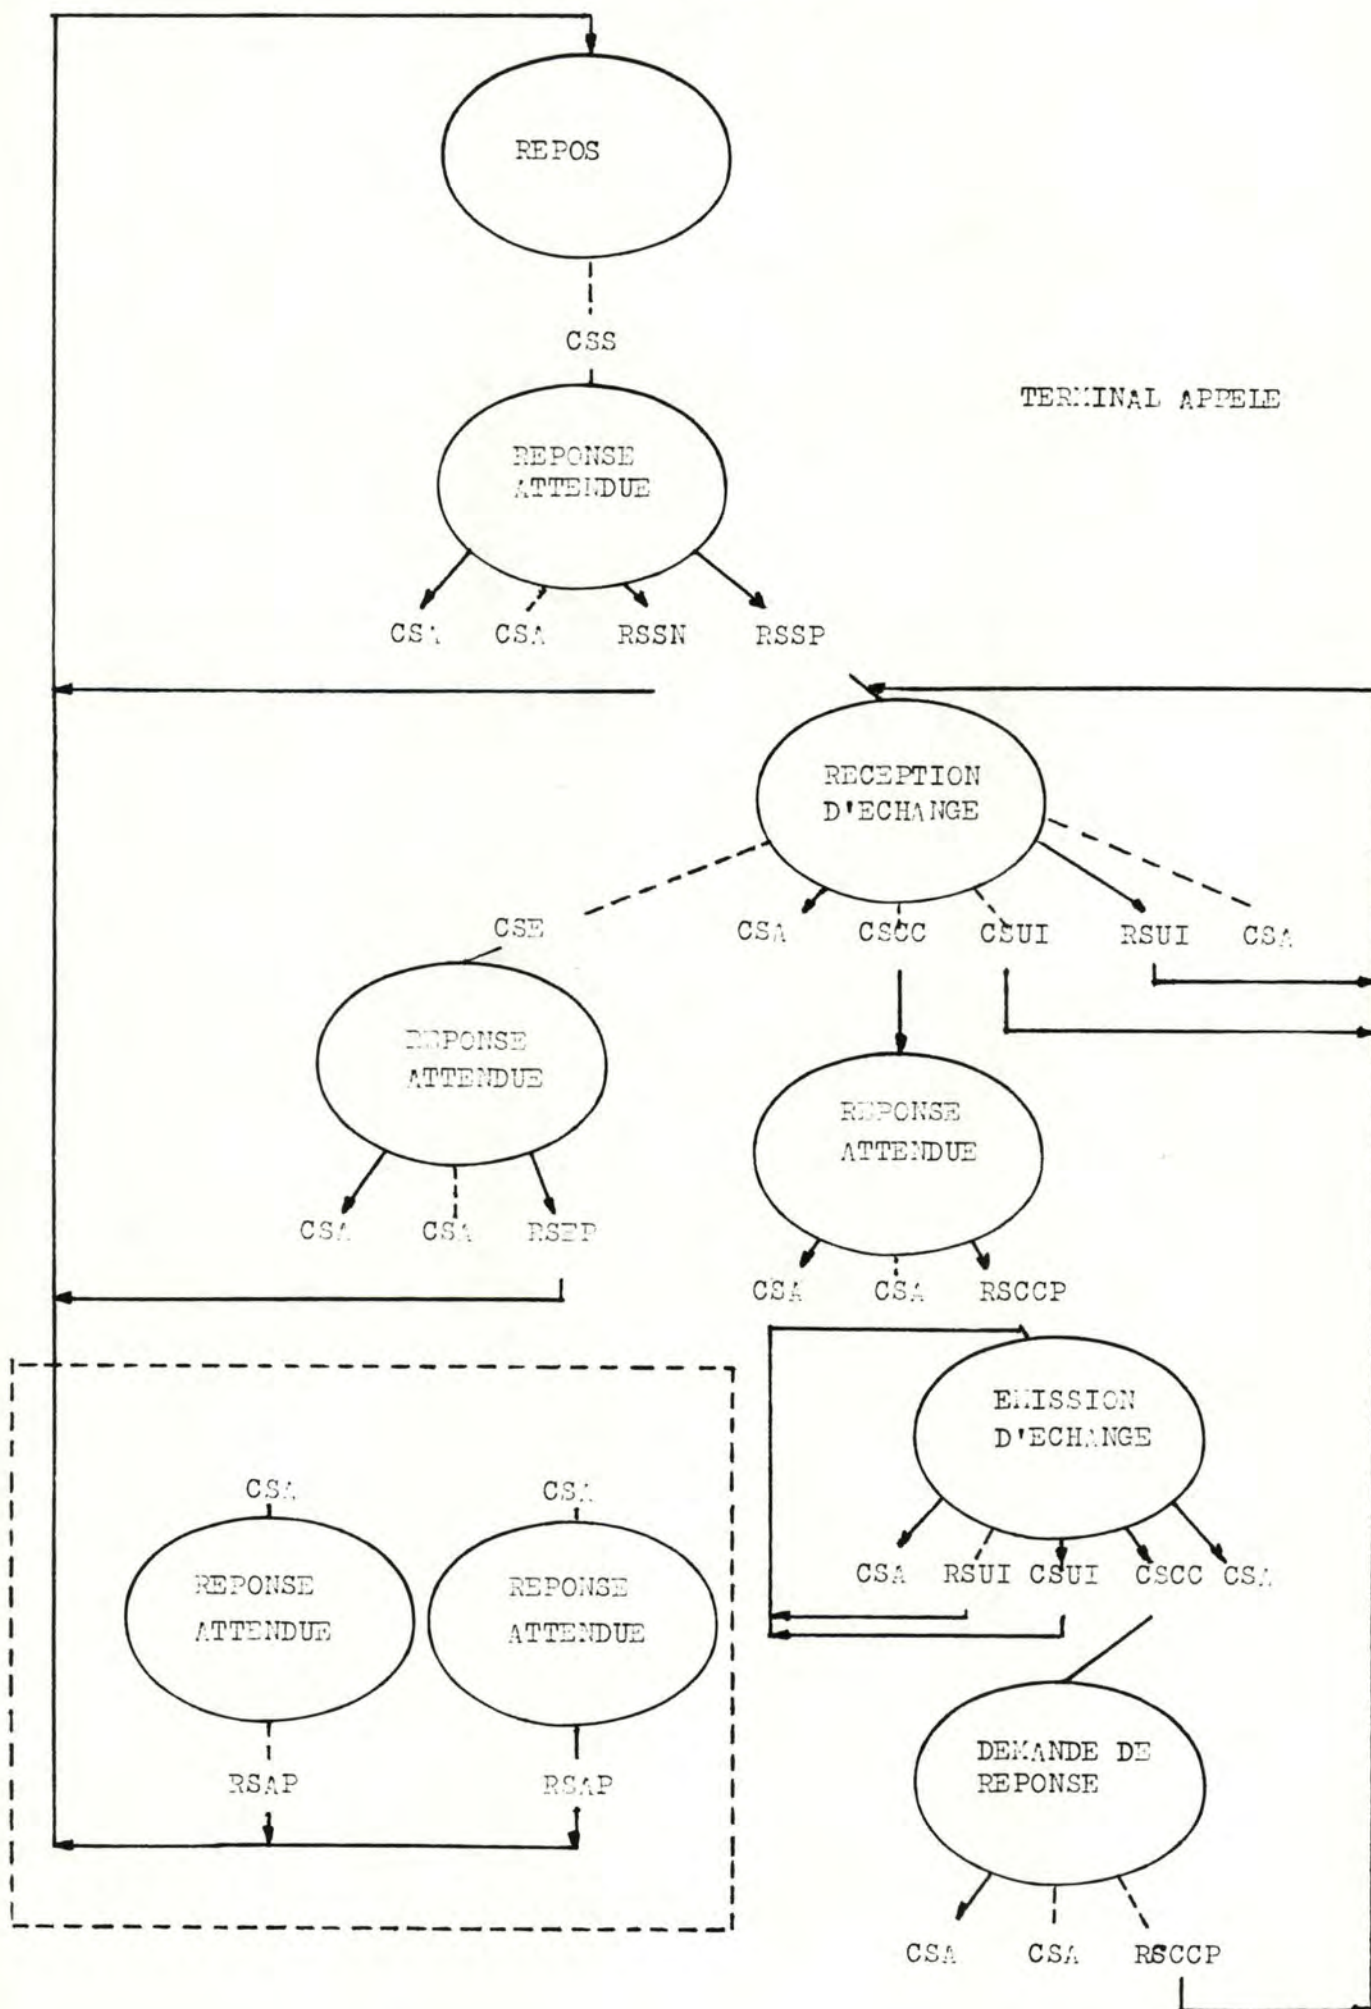 REPOS
CSS
TERMINAL APPELE
REPONSE
ATTENDUE
CSA CSA RSSN RSSP
RECEPTION
D'ECHANGE
CSE
CSA CSCC CSUI RSUI CSA
REPONSE
ATTENDUE
REPONSE
ATTENDUE
CSA CSA RSEP
CSA CSA RSCCP
EMISSION
D'ECHANGE
CSA CSA
CSA RSUI CSUI CSCC CSA
REPONSE
ATTENDUE
REPONSE
ATTENDUE
DEMANDE DE
REPONSE
RSAP RSAP
CSA CSA RSCCP